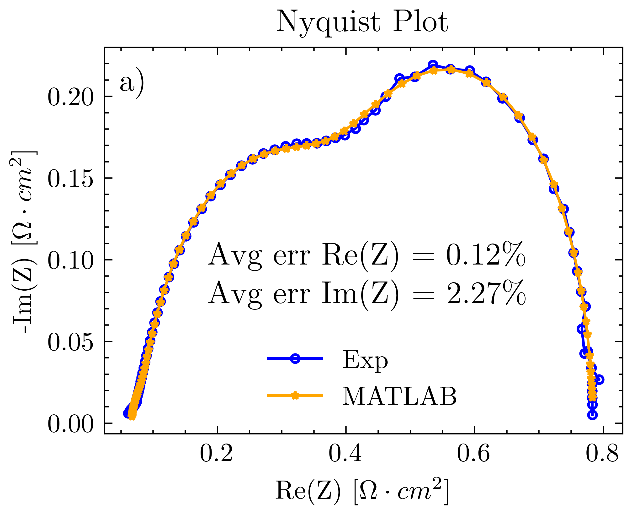 Nyquist Plot
a)
0.20
0.15
0.10
0.05
0.00
-Im(Z) [Ω · cm²]
Avg err Re(Z) = 0.12%
Avg err Im(Z) = 2.27%
Exp
MATLAB
0.2 0.4 0.6 0.8
Re(Z) [Ω · cm²]